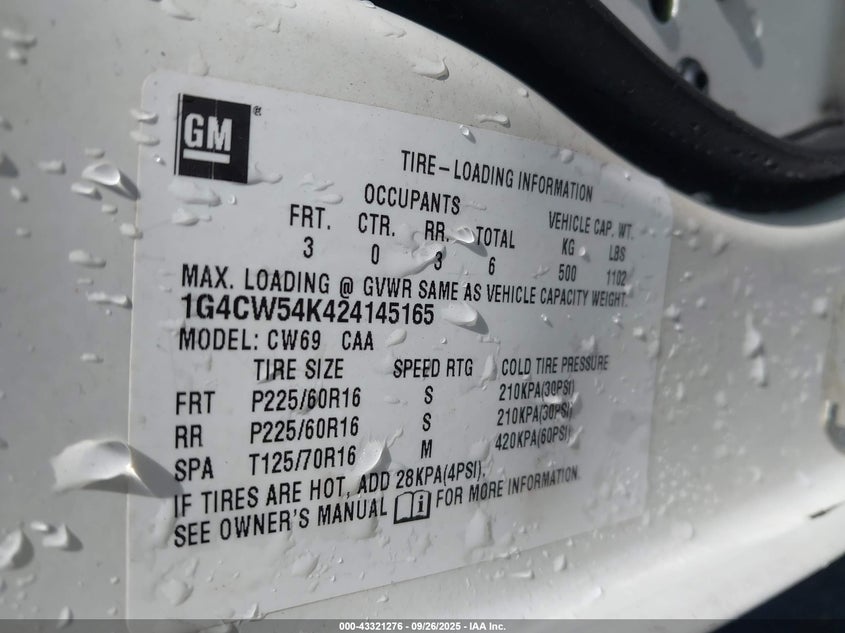 GM ®
TIRE-LOADING INFORMATION
OCCUPANTS VEHICLE CAP. WT.
FRT. CTR. RR. TOTAL KG LBS
3 0 3 6 500 1102
MAX. LOADING @ GVWR SAME AS VEHICLE CAPACITY WEIGHT.
1G4CW54K424145165
MODEL: CW69 CAA
TIRE SIZE SPEED RTG COLD TIRE PRESSURE
FRT P225/60R16 S 210KPA(30PSI)
RR P225/60R16 S 210KPA(30PSI)
SPA T125/70R16 M 420KPA(60PSI)
IF TIRES ARE HOT, ADD 28KPA(4PSI).
SEE OWNER'S MANUAL FOR MORE INFORMATION.
000-43321276 - 09/26/2025 - IAA Inc.